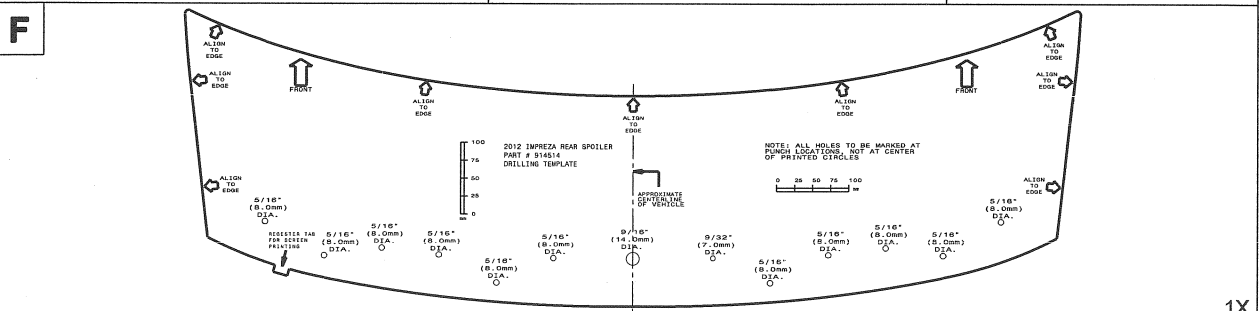 F
ALIGN
TO
EDGE
ALIGN
TO
EDGE
FRONT
ALIGN
TO
EDGE
ALIGN
TO
EDGE
ALIGN
TO
EDGE
FRONT
ALIGN
TO
EDGE
ALIGN
TO
EDGE
100
75
50
25
0
mm
2012 IMPREZA REAR SPOILER
PART # 914514
DRILLING TEMPLATE
NOTE: ALL HOLES TO BE MARKED AT
PUNCH LOCATIONS, NOT AT CENTER
OF PRINTED CIRCLES
0 25 50 75 100
mm
APPROXIMATE
CENTERLINE
OF VEHICLE
ALIGN
TO
EDGE
ALIGN
TO
EDGE
5/16"
(8.0mm)
DIA.
REGISTER TAB
FOR SCREEN
PRINTING
5/16"
(8.0mm)
DIA.
5/16"
(8.0mm)
DIA.
5/16"
(8.0mm)
DIA.
5/16"
(8.0mm)
DIA.
5/16"
(8.0mm)
DIA.
9/16"
(14.0mm)
DIA.
9/32"
(7.0mm)
DIA.
5/16"
(8.0mm)
DIA.
5/16"
(8.0mm)
DIA.
5/16"
(8.0mm)
DIA.
5/16"
(8.0mm)
DIA.
5/16"
(8.0mm)
DIA.
1X